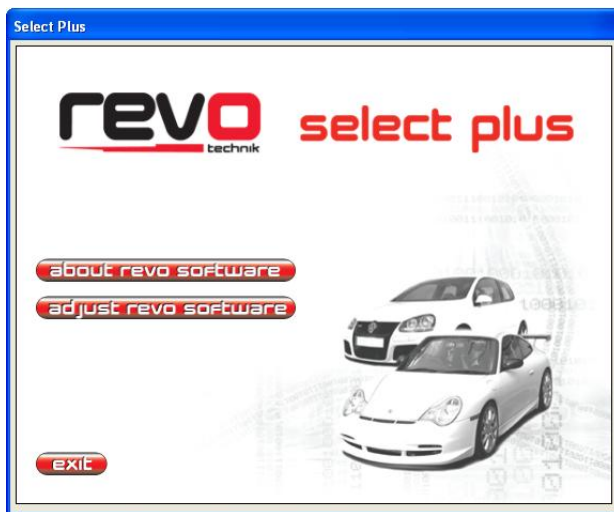 Select Plus
revo
technik
select plus
about revo software
adjust revo software
exit